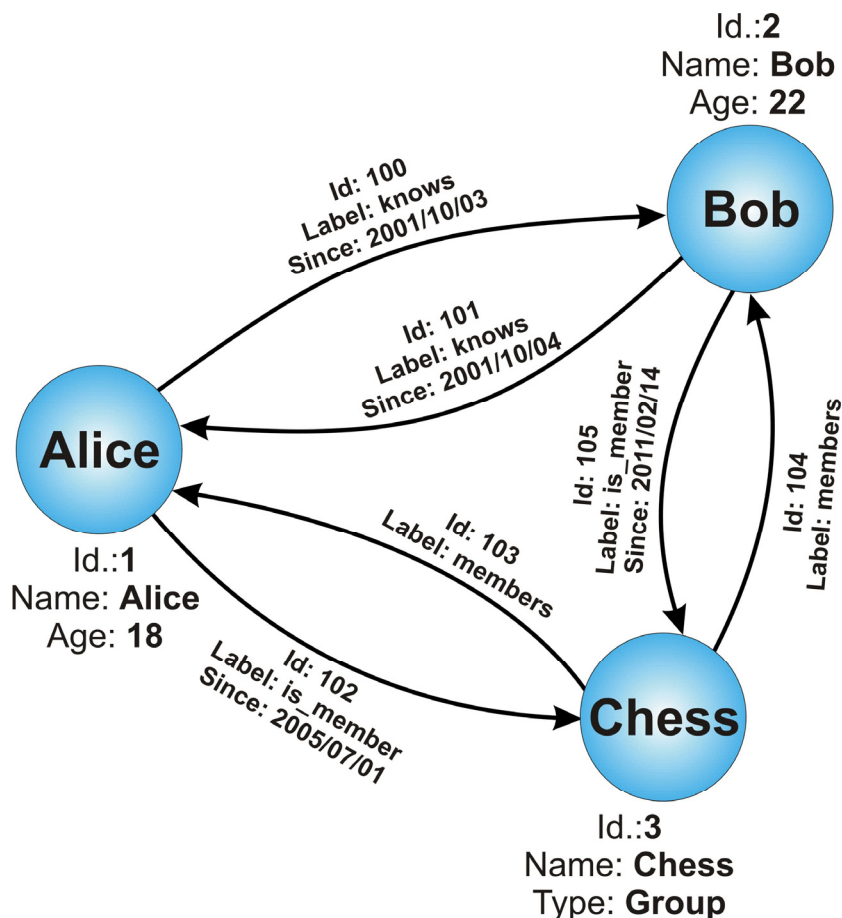 Id.:2
Name: Bob
Age: 22
Bob
Id: 100
Label: knows
Since: 2001/10/03
Id: 101
Label: knows
Since: 2001/10/04
Alice
Id.:1
Name: Alice
Age: 18
Id: 105
Label: is_member
Since: 2011/02/14
Id: 104
Label: members
Id: 103
Label: members
Id: 102
Label: is_member
Since: 2005/07/01
Chess
Id.:3
Name: Chess
Type: Group